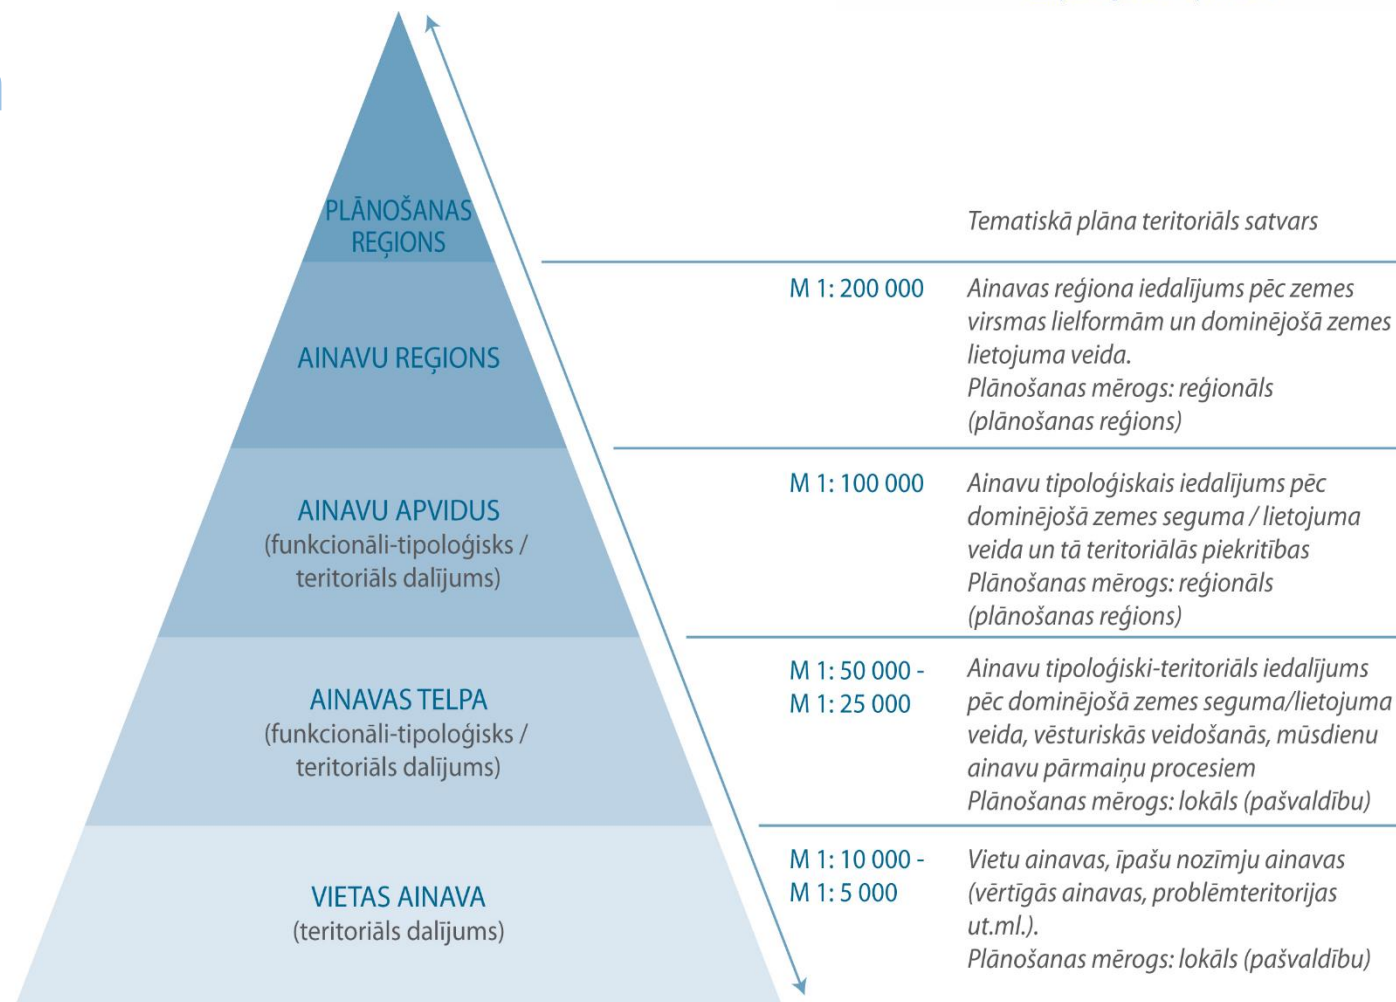 PLĀNOŠANAS
REĢIONS
Tematiskā plāna teritoriāls satvars
AINAVU REĢIONS
M 1: 200 000
Ainavas reģiona iedalījums pēc zemes
virsmas lielformām un dominējošā zemes
lietojuma veida.
Plānošanas mērogs: reģionāls
(plānošanas reģions)
AINAVU APVIDUS
(funkcionāli-tipoloģisks /
teritoriāls dalījums)
M 1: 100 000
Ainavu tipoloģiskais iedalījums pēc
dominējošā zemes seguma / lietojuma
veida un tā teritoriālās piekritības
Plānošanas mērogs: reģionāls
(plānošanas reģions)
AINAVAS TELPA
(funkcionāli-tipoloģisks /
teritoriāls dalījums)
M 1: 50 000 -
M 1: 25 000
Ainavu tipoloģiski-teritoriāls iedalījums
pēc dominējošā zemes seguma/lietojuma
veida, vēsturiskās veidošanās, mūsdienu
ainavu pārmaiņu procesiem
Plānošanas mērogs: lokāls (pašvaldību)
VIETAS AINAVA
(teritoriāls dalījums)
M 1: 10 000 -
M 1: 5 000
Vietu ainavas, īpašu nozīmju ainavas
(vērtīgās ainavas, problēmteritorijas
ut.ml.).
Plānošanas mērogs: lokāls (pašvaldību)